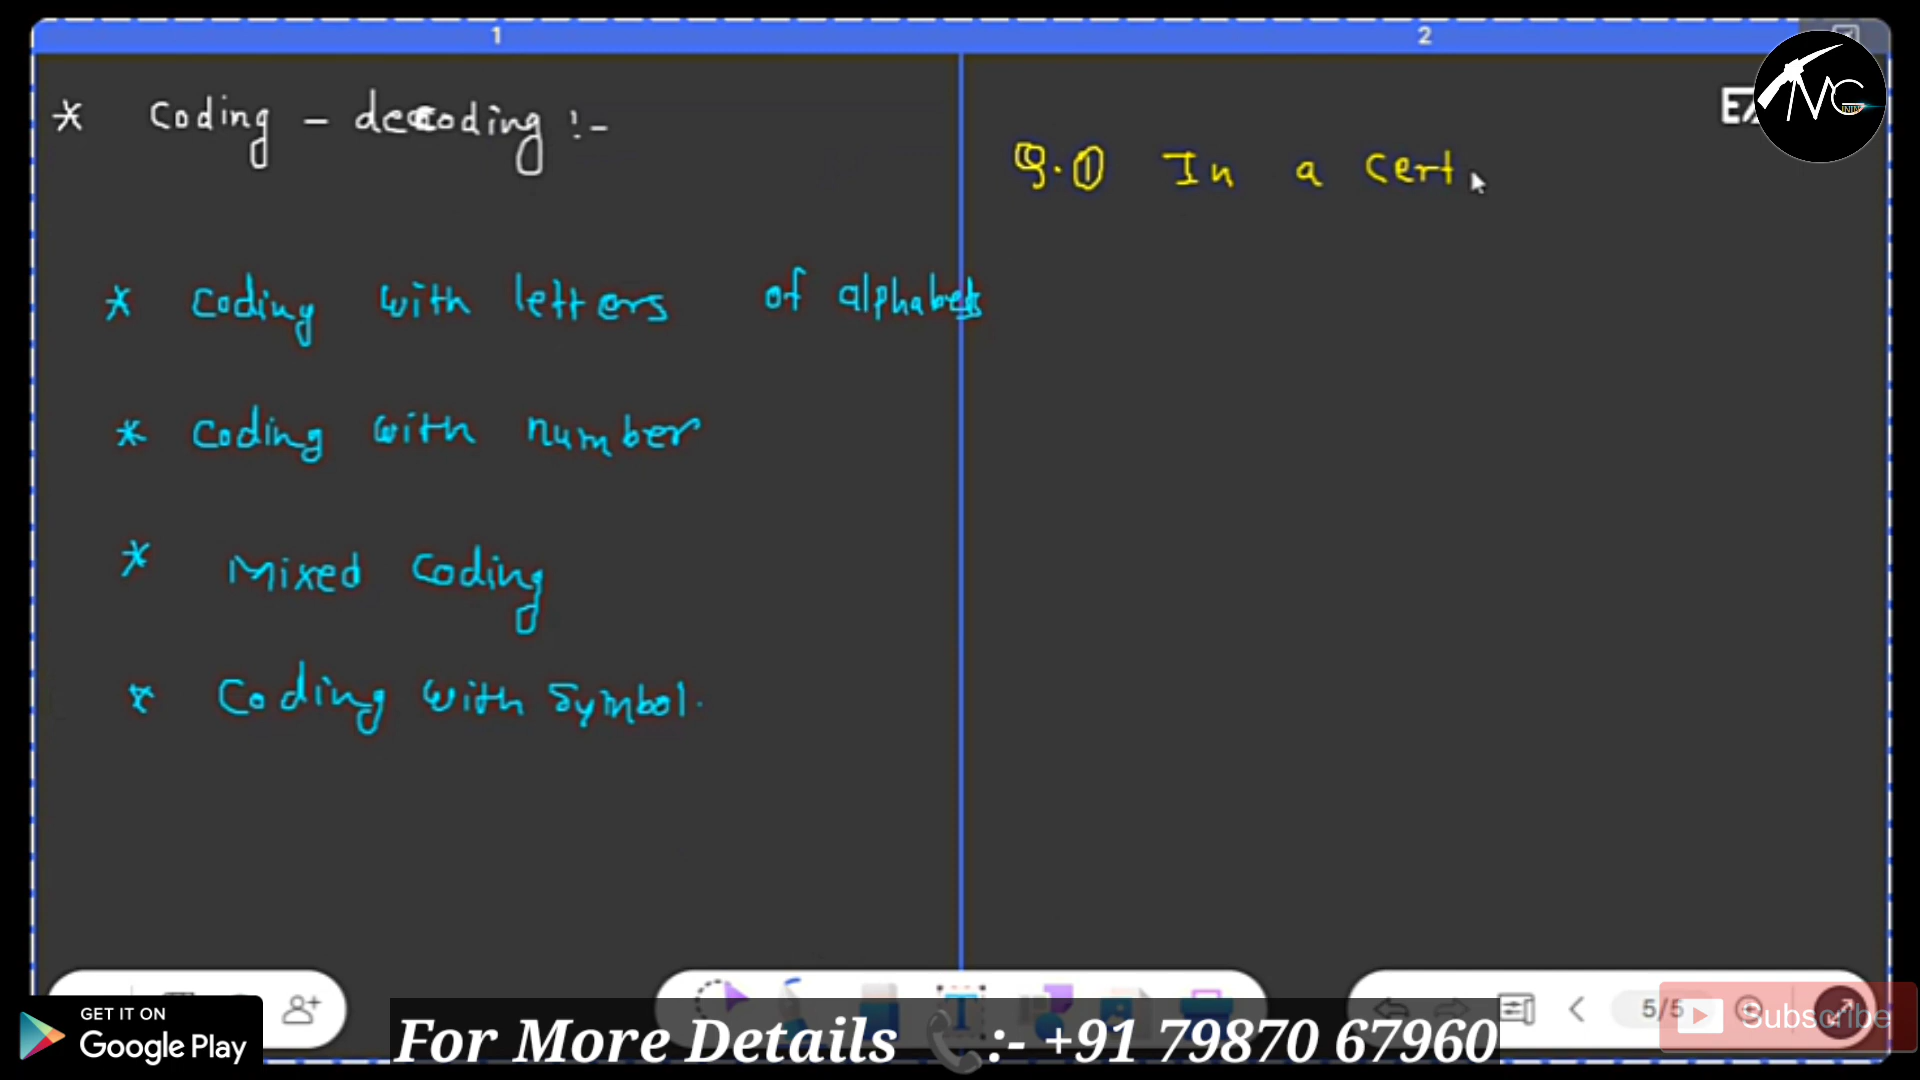 1
2
* Coding - decoding :-
* Coding with letters of alphabets
* Coding with number
* Mixed Coding
* Coding with Symbol.
Q.① In a cert
MG
5/5
Subscribe
GET IT ON
Google Play
For More Details :- +91 79870 67960